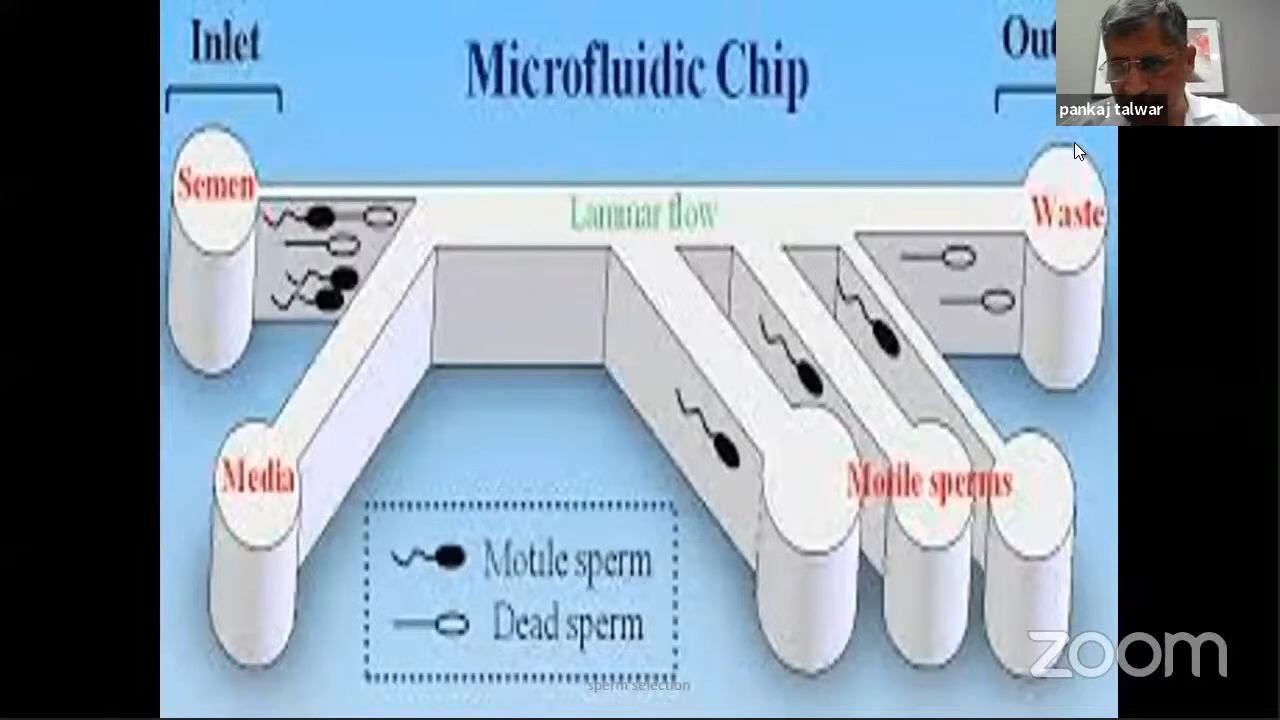 Inlet
Microfluidic Chip
Out
pankaj talwar
Semen
Laminar flow
Waste
Media
Motile sperms
Motile sperm
Dead sperm
sperm selection
zoom